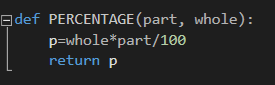 def PERCENTAGE(part, whole):
    p=whole*part/100
    return p